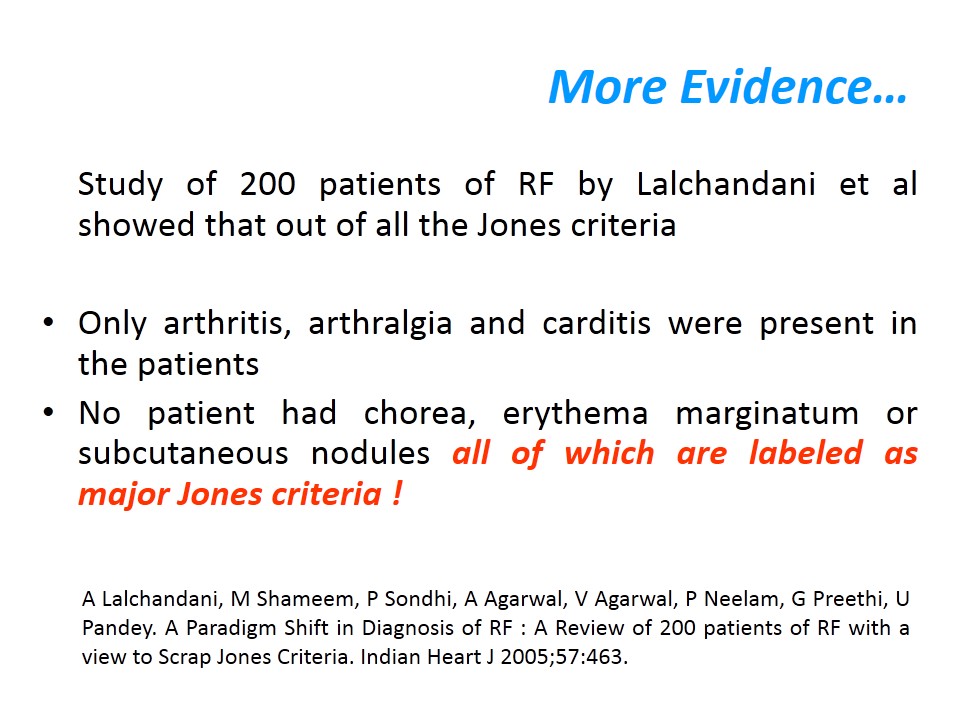 More Evidence…
Study of 200 patients of RF by Lalchandani et al
showed that out of all the Jones criteria
• Only arthritis, arthralgia and carditis were present in
the patients
• No patient had chorea, erythema marginatum or
subcutaneous nodules all of which are labeled as
major Jones criteria !
A Lalchandani, M Shameem, P Sondhi, A Agarwal, V Agarwal, P Neelam, G Preethi, U
Pandey. A Paradigm Shift in Diagnosis of RF : A Review of 200 patients of RF with a
view to Scrap Jones Criteria. Indian Heart J 2005;57:463.